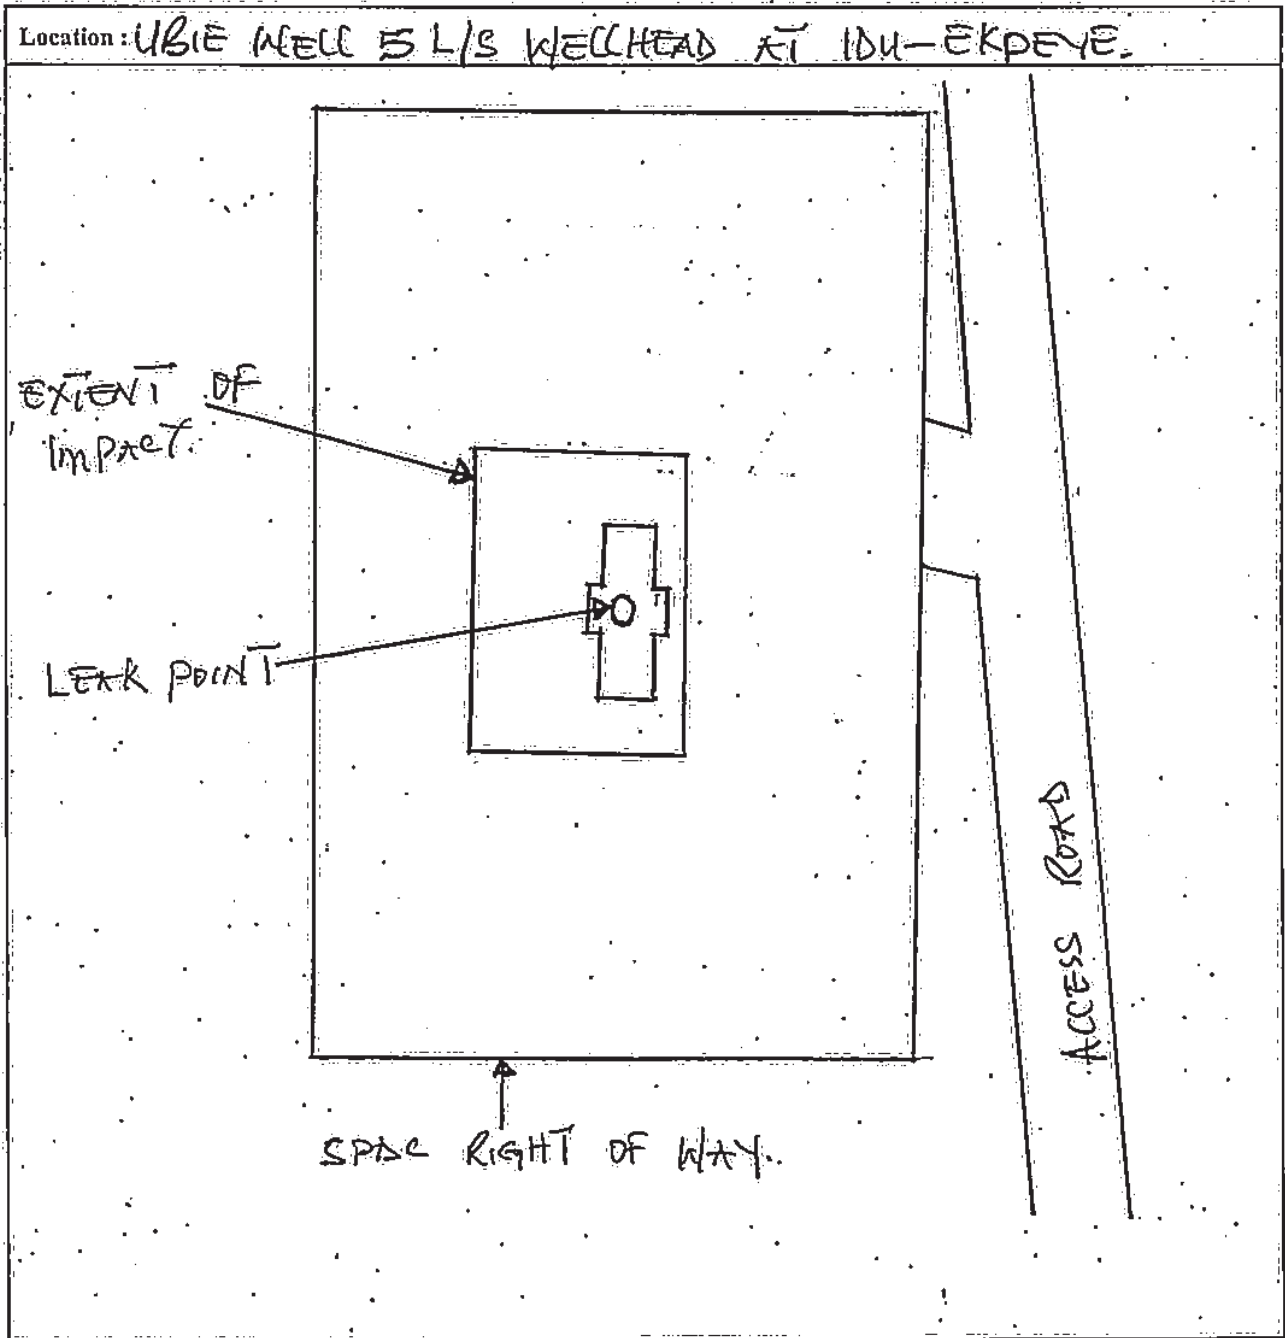 Location : UBIE WELL 5 L/S WELLHEAD AT IDU-EKPEYE.
EXTENT OF
IMPACT.
LEAK POINT
ACCESS ROAD
SPDC RIGHT OF WAY.